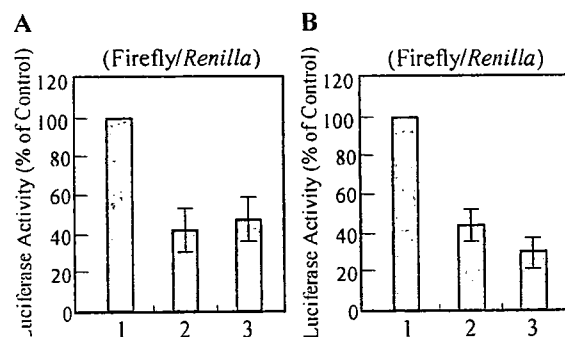 A
(Firefly/Renilla)
Luciferase Activity (% of Control)
120
100
80
60
40
20
0
1 2 3
B
(Firefly/Renilla)
Luciferase Activity (% of Control)
120
100
80
60
40
20
0
1 2 3